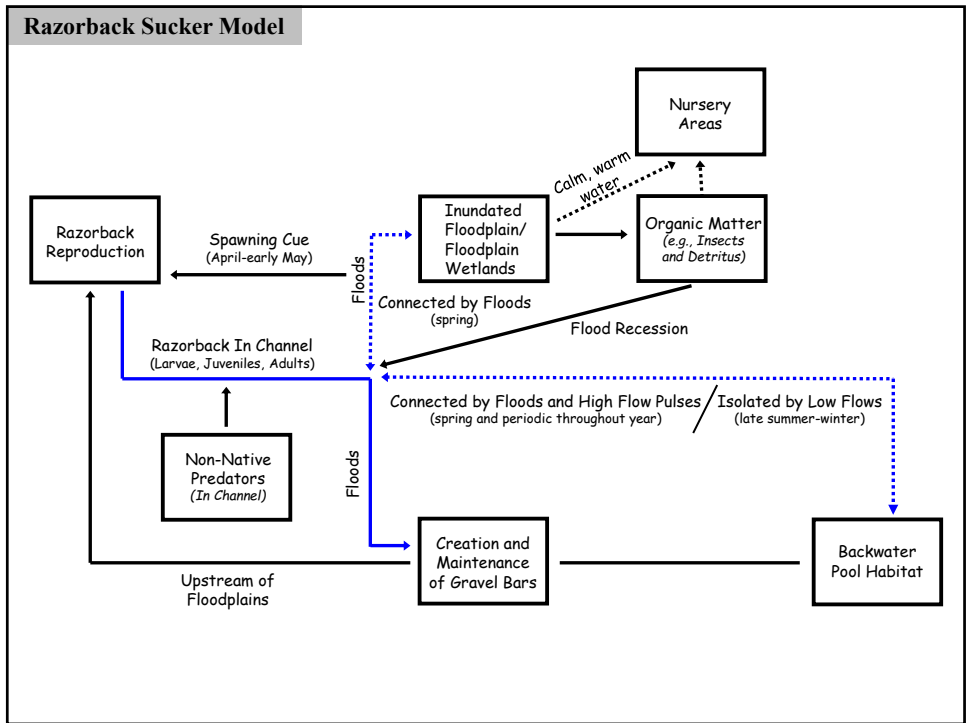 Razorback Sucker Model
Nursery
Areas
Calm, warm
water
Razorback
Reproduction
Spawning Cue
(April-early May)
Floods
Inundated
Floodplain/
Floodplain
Wetlands
Organic Matter
(e.g., Insects
and Detritus)
Connected by Floods
(spring)
Flood Recession
Razorback In Channel
(Larvae, Juveniles, Adults)
Connected by Floods and High Flow Pulses
(spring and periodic throughout year)
Isolated by Low Flows
(late summer-winter)
Non-Native
Predators
(In Channel)
Floods
Creation and
Maintenance
of Gravel Bars
Backwater
Pool Habitat
Upstream of
Floodplains